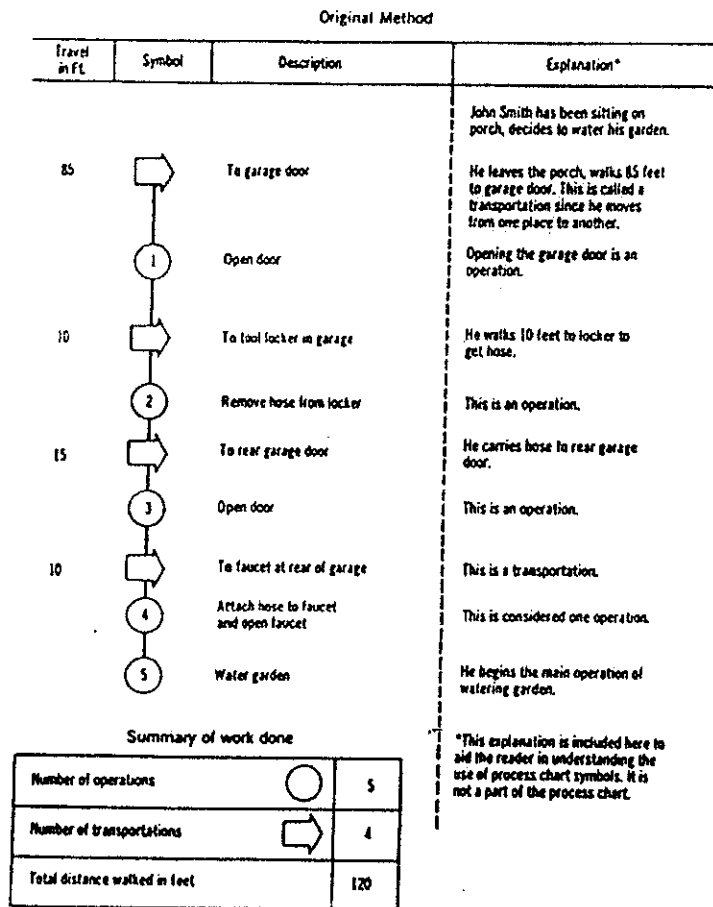 Original Method
Travel in Ft. Symbol Description Explanation*
John Smith has been sitting on
porch, decides to water his garden.
85 To garage door He leaves the porch, walks 85 feet
to garage door. This is called a
transportation since he moves
from one place to another.
1 Open door Opening the garage door is an
operation.
10 To tool locker in garage He walks 10 feet to locker to
get hose.
2 Remove hose from locker This is an operation.
15 To rear garage door He carries hose to rear garage
door.
3 Open door This is an operation.
10 To faucet at rear of garage This is a transportation.
4 Attach hose to faucet
and open faucet This is considered one operation.
5 Water garden He begins the main operation of
watering garden.
Summary of work done
Number of operations 5
Number of transportations 4
Total distance walked in feet 120
*This explanation is included here to
aid the reader in understanding the
use of process chart symbols. It is
not a part of the process chart.